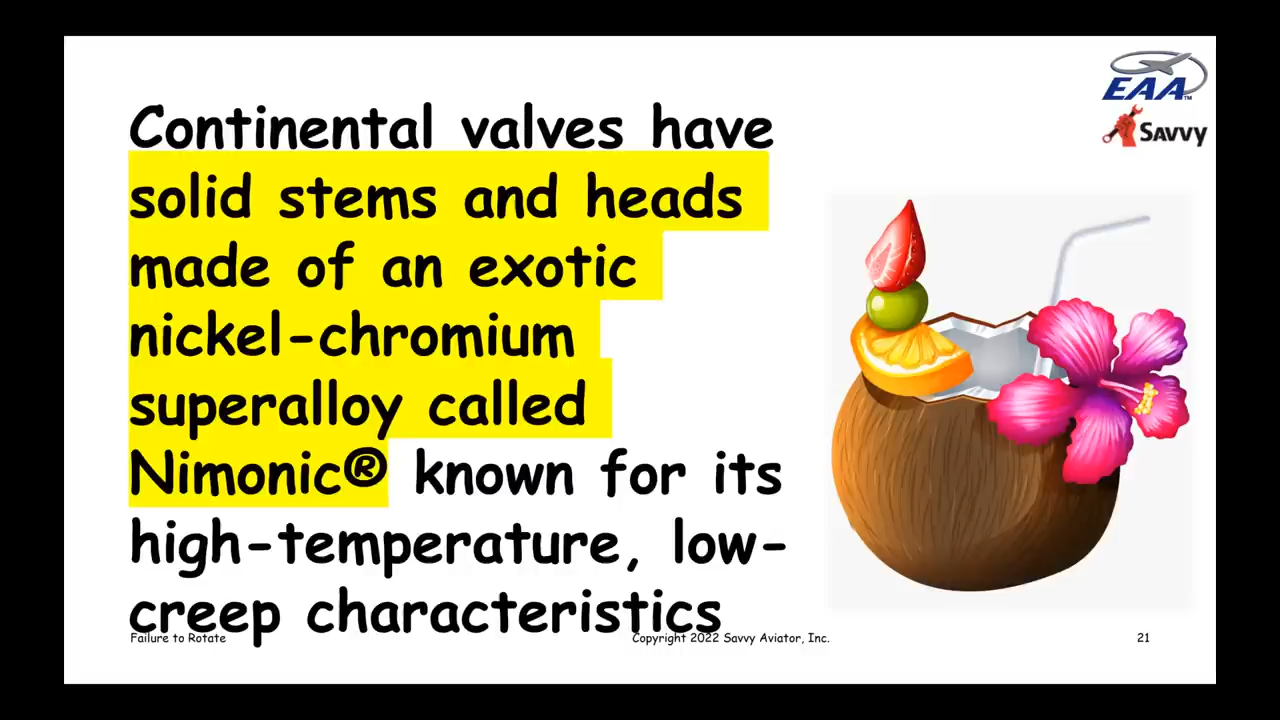 EAA™
SAVVY
Continental valves have
solid stems and heads
made of an exotic
nickel-chromium
superalloy called
Nimonic® known for its
high-temperature, low-
creep characteristics
Failure to Rotate
Copyright 2022 Savvy Aviator, Inc.
21